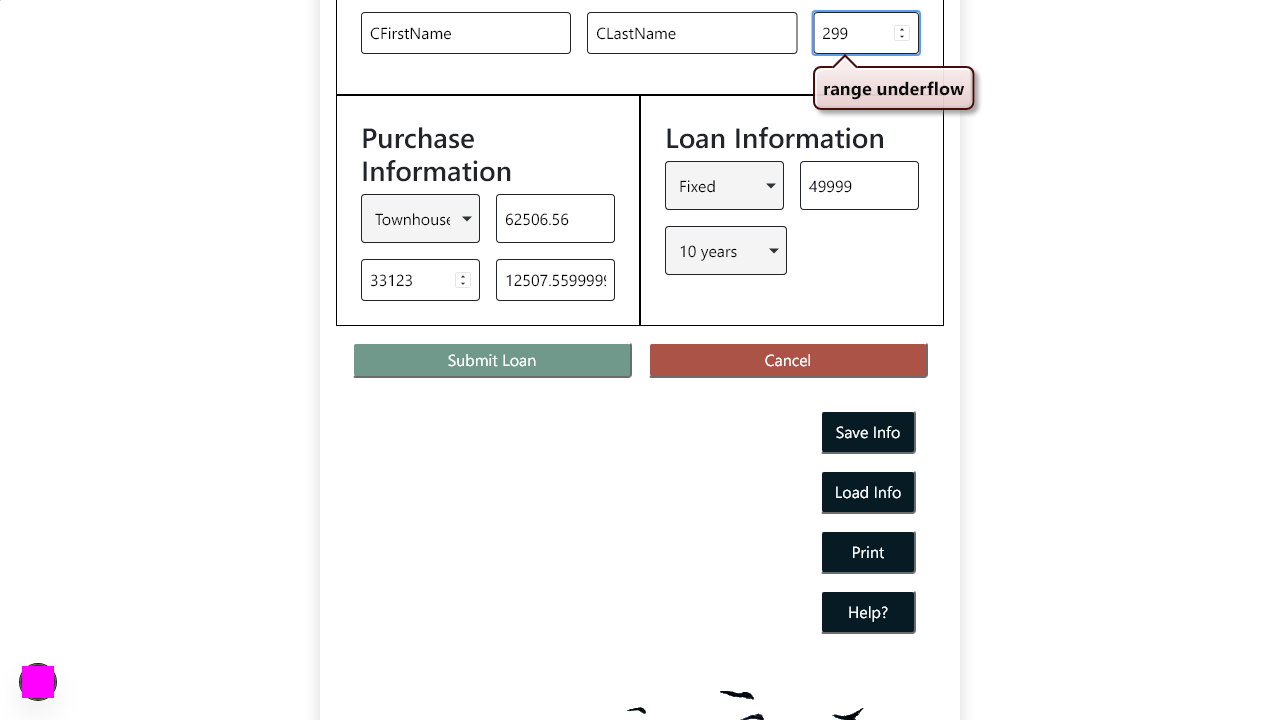 CFirstName CLastName 299
range underflow
Purchase Information
Townhouse 62506.56
33123 12507.5599999
Loan Information
Fixed 49999
10 years
Submit Loan Cancel
Save Info
Load Info
Print
Help?